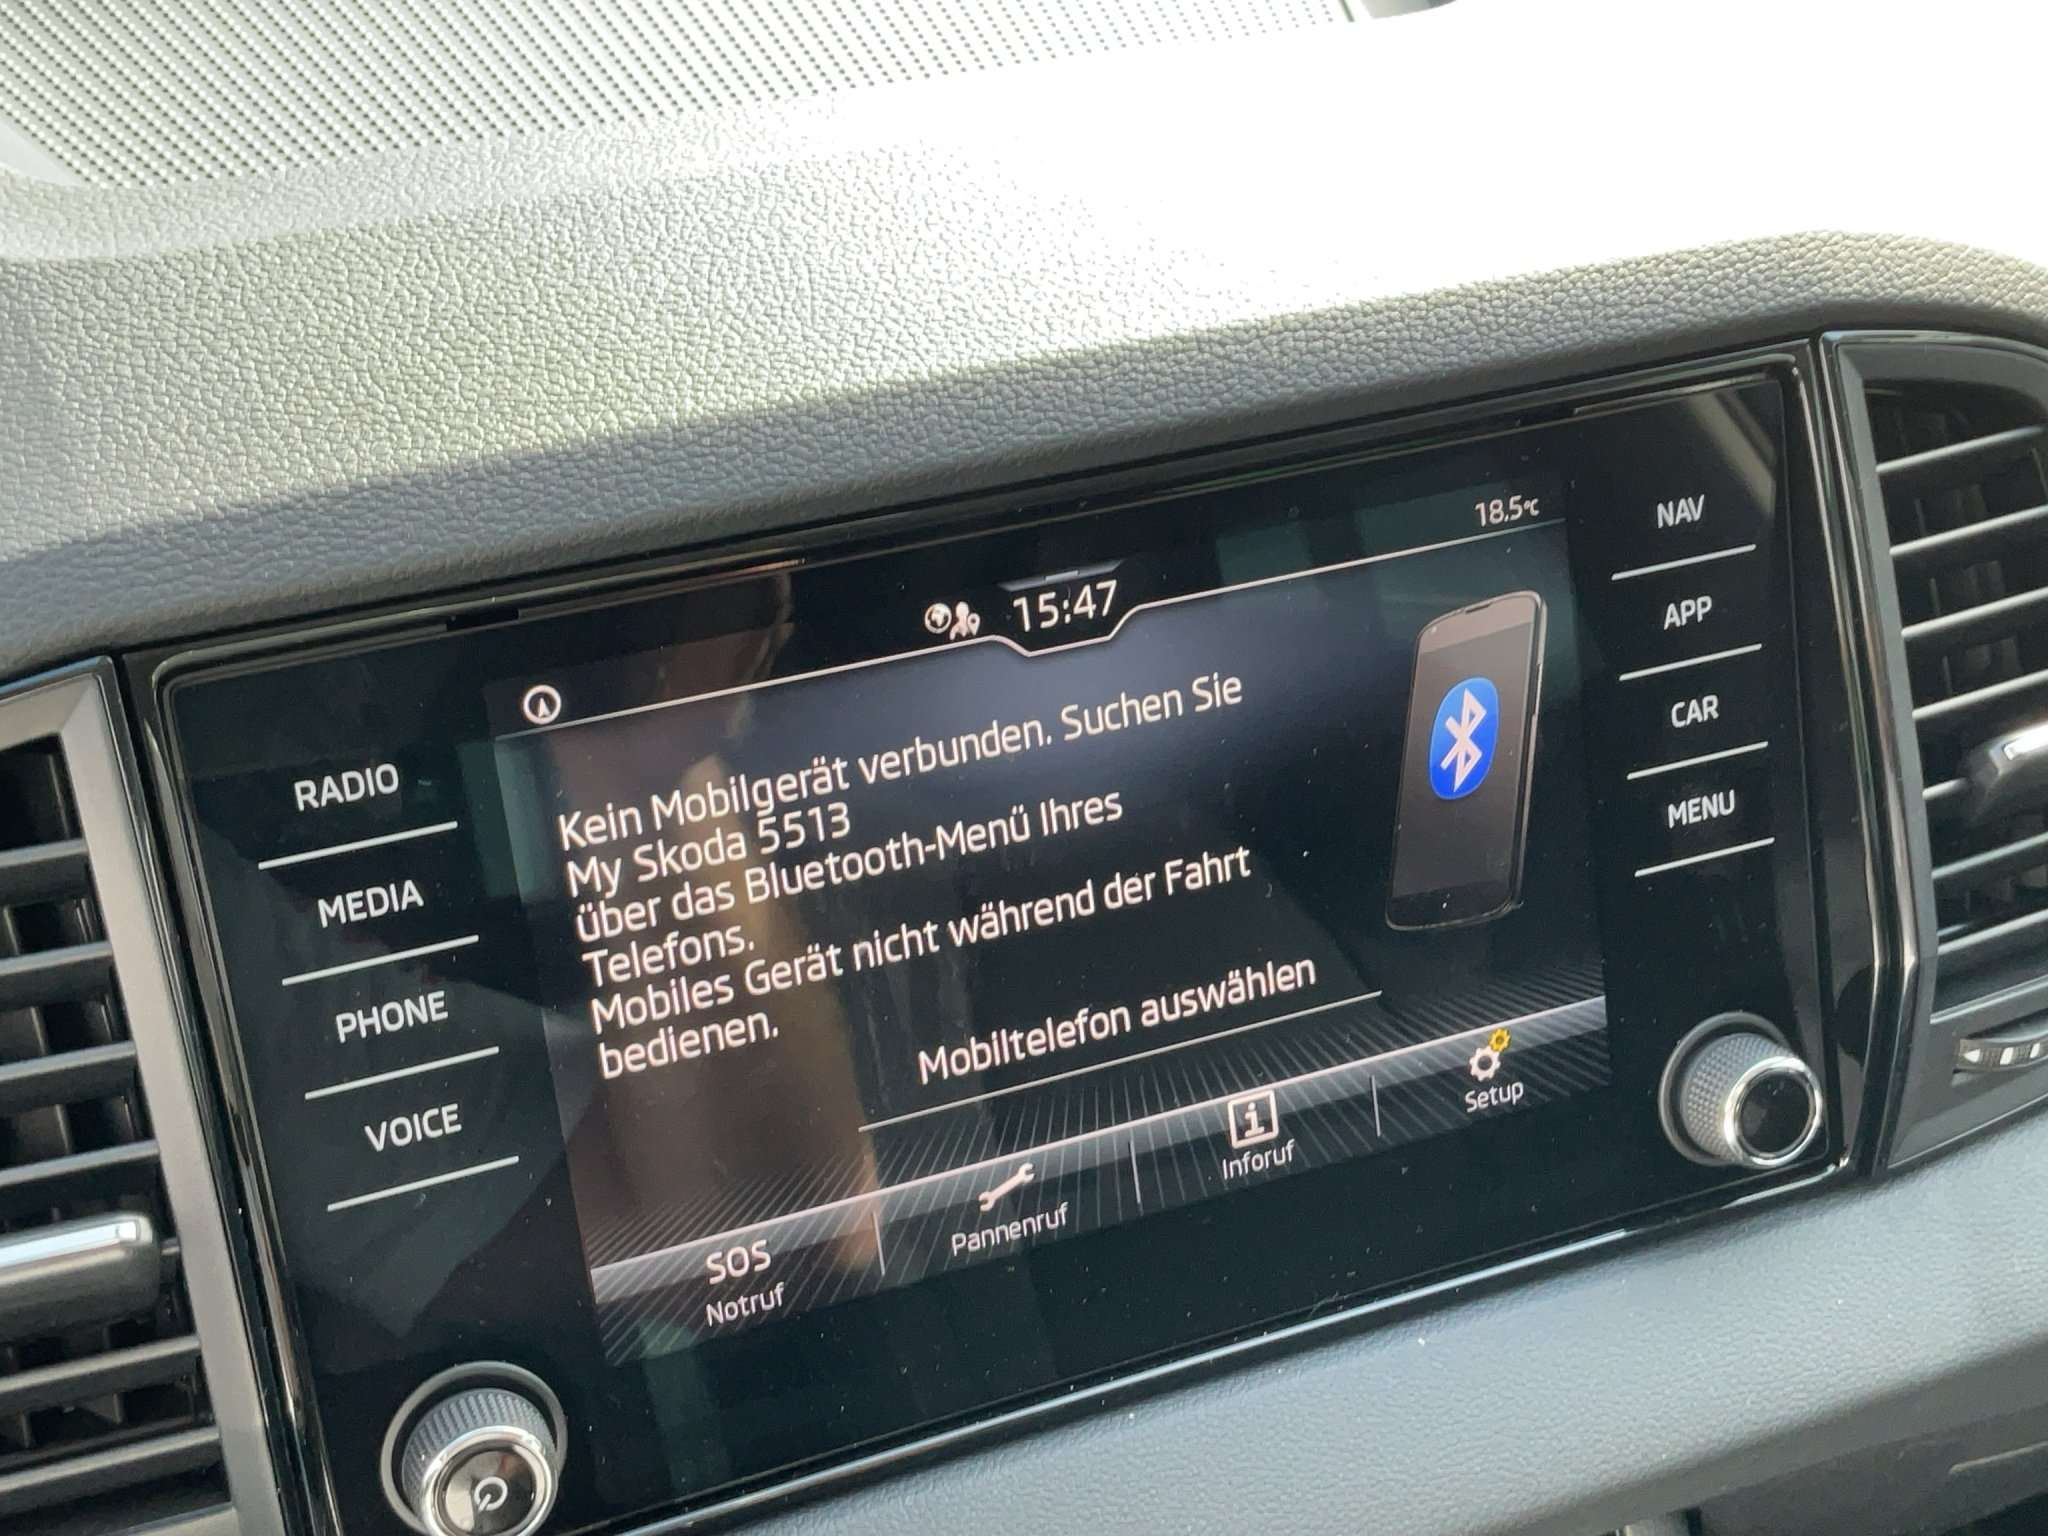 18.5°C
15:47
Kein Mobilgerät verbunden. Suchen Sie
My Skoda 5513
über das Bluetooth-Menü Ihres
Telefons.
Mobiles Gerät nicht während der Fahrt
bedienen.
Mobiltelefon auswählen
SOS
Notruf
Pannenruf
Inforuf
Setup
RADIO
MEDIA
PHONE
VOICE
NAV
APP
CAR
MENU